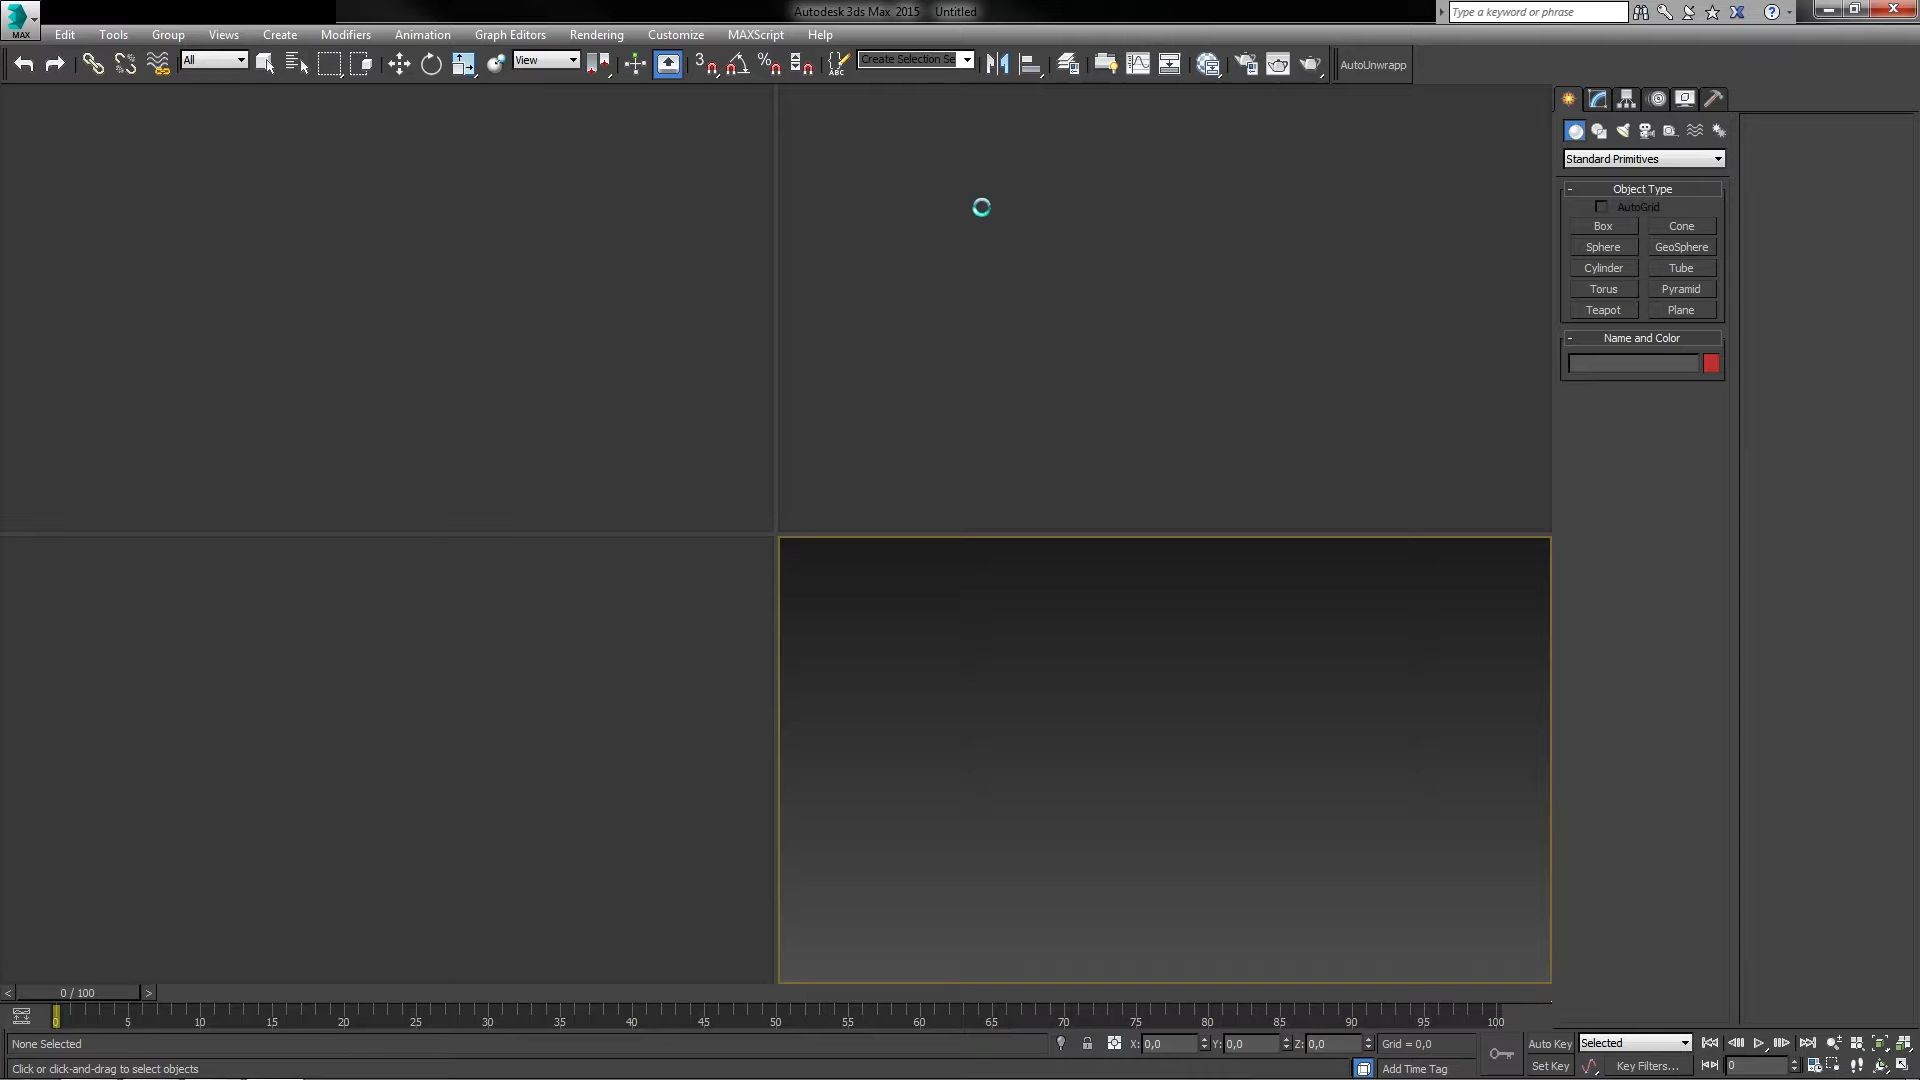 Autodesk 3ds Max 2015 Untitled
Type a keyword or phrase
MAX
Edit Tools Group Views Create Modifiers Animation Graph Editors Rendering Customize MAXScript Help
All View 3 % ABC Create Selection Se AutoUnwrapp
Standard Primitives
- Object Type
AutoGrid
Box Cone
Sphere GeoSphere
Cylinder Tube
Torus Pyramid
Teapot Plane
- Name and Color
< 0 / 100 >
0 5 10 15 20 25 30 35 40 45 50 55 60 65 70 75 80 85 90 95 100
None Selected X: 0,0 Y: 0,0 Z: 0,0 Grid = 0,0 Auto Key Selected
Click or click-and-drag to select objects Add Time Tag Set Key Key Filters... 0